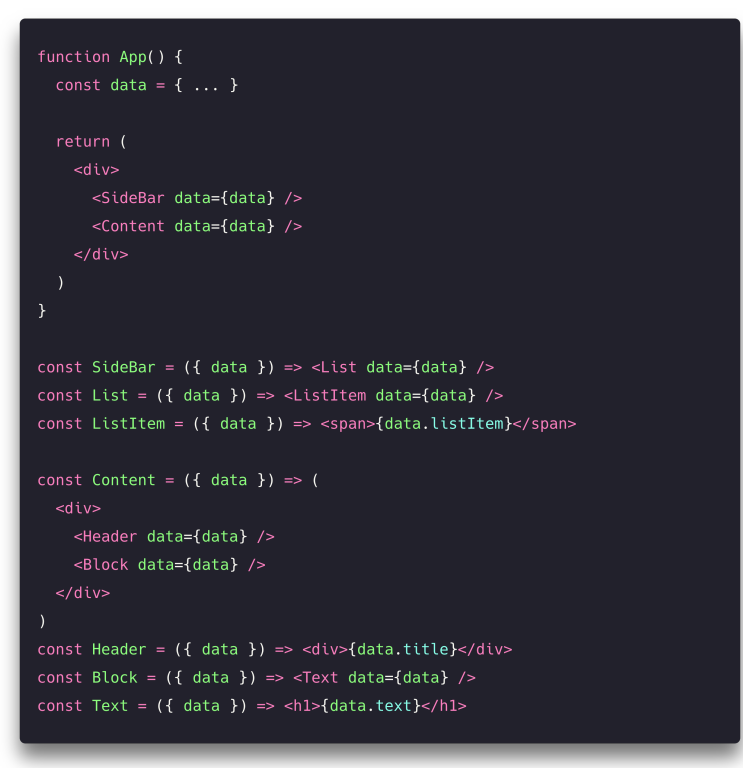 function App() {
  const data = { ... }

  return (
    <div>
      <SideBar data={data} />
      <Content data={data} />
    </div>
  )
}

const SideBar = ({ data }) => <List data={data} />
const List = ({ data }) => <ListItem data={data} />
const ListItem = ({ data }) => <span>{data.listItem}</span>

const Content = ({ data }) => (
  <div>
    <Header data={data} />
    <Block data={data} />
  </div>
)
const Header = ({ data }) => <div>{data.title}</div>
const Block = ({ data }) => <Text data={data} />
const Text = ({ data }) => <h1>{data.text}</h1>